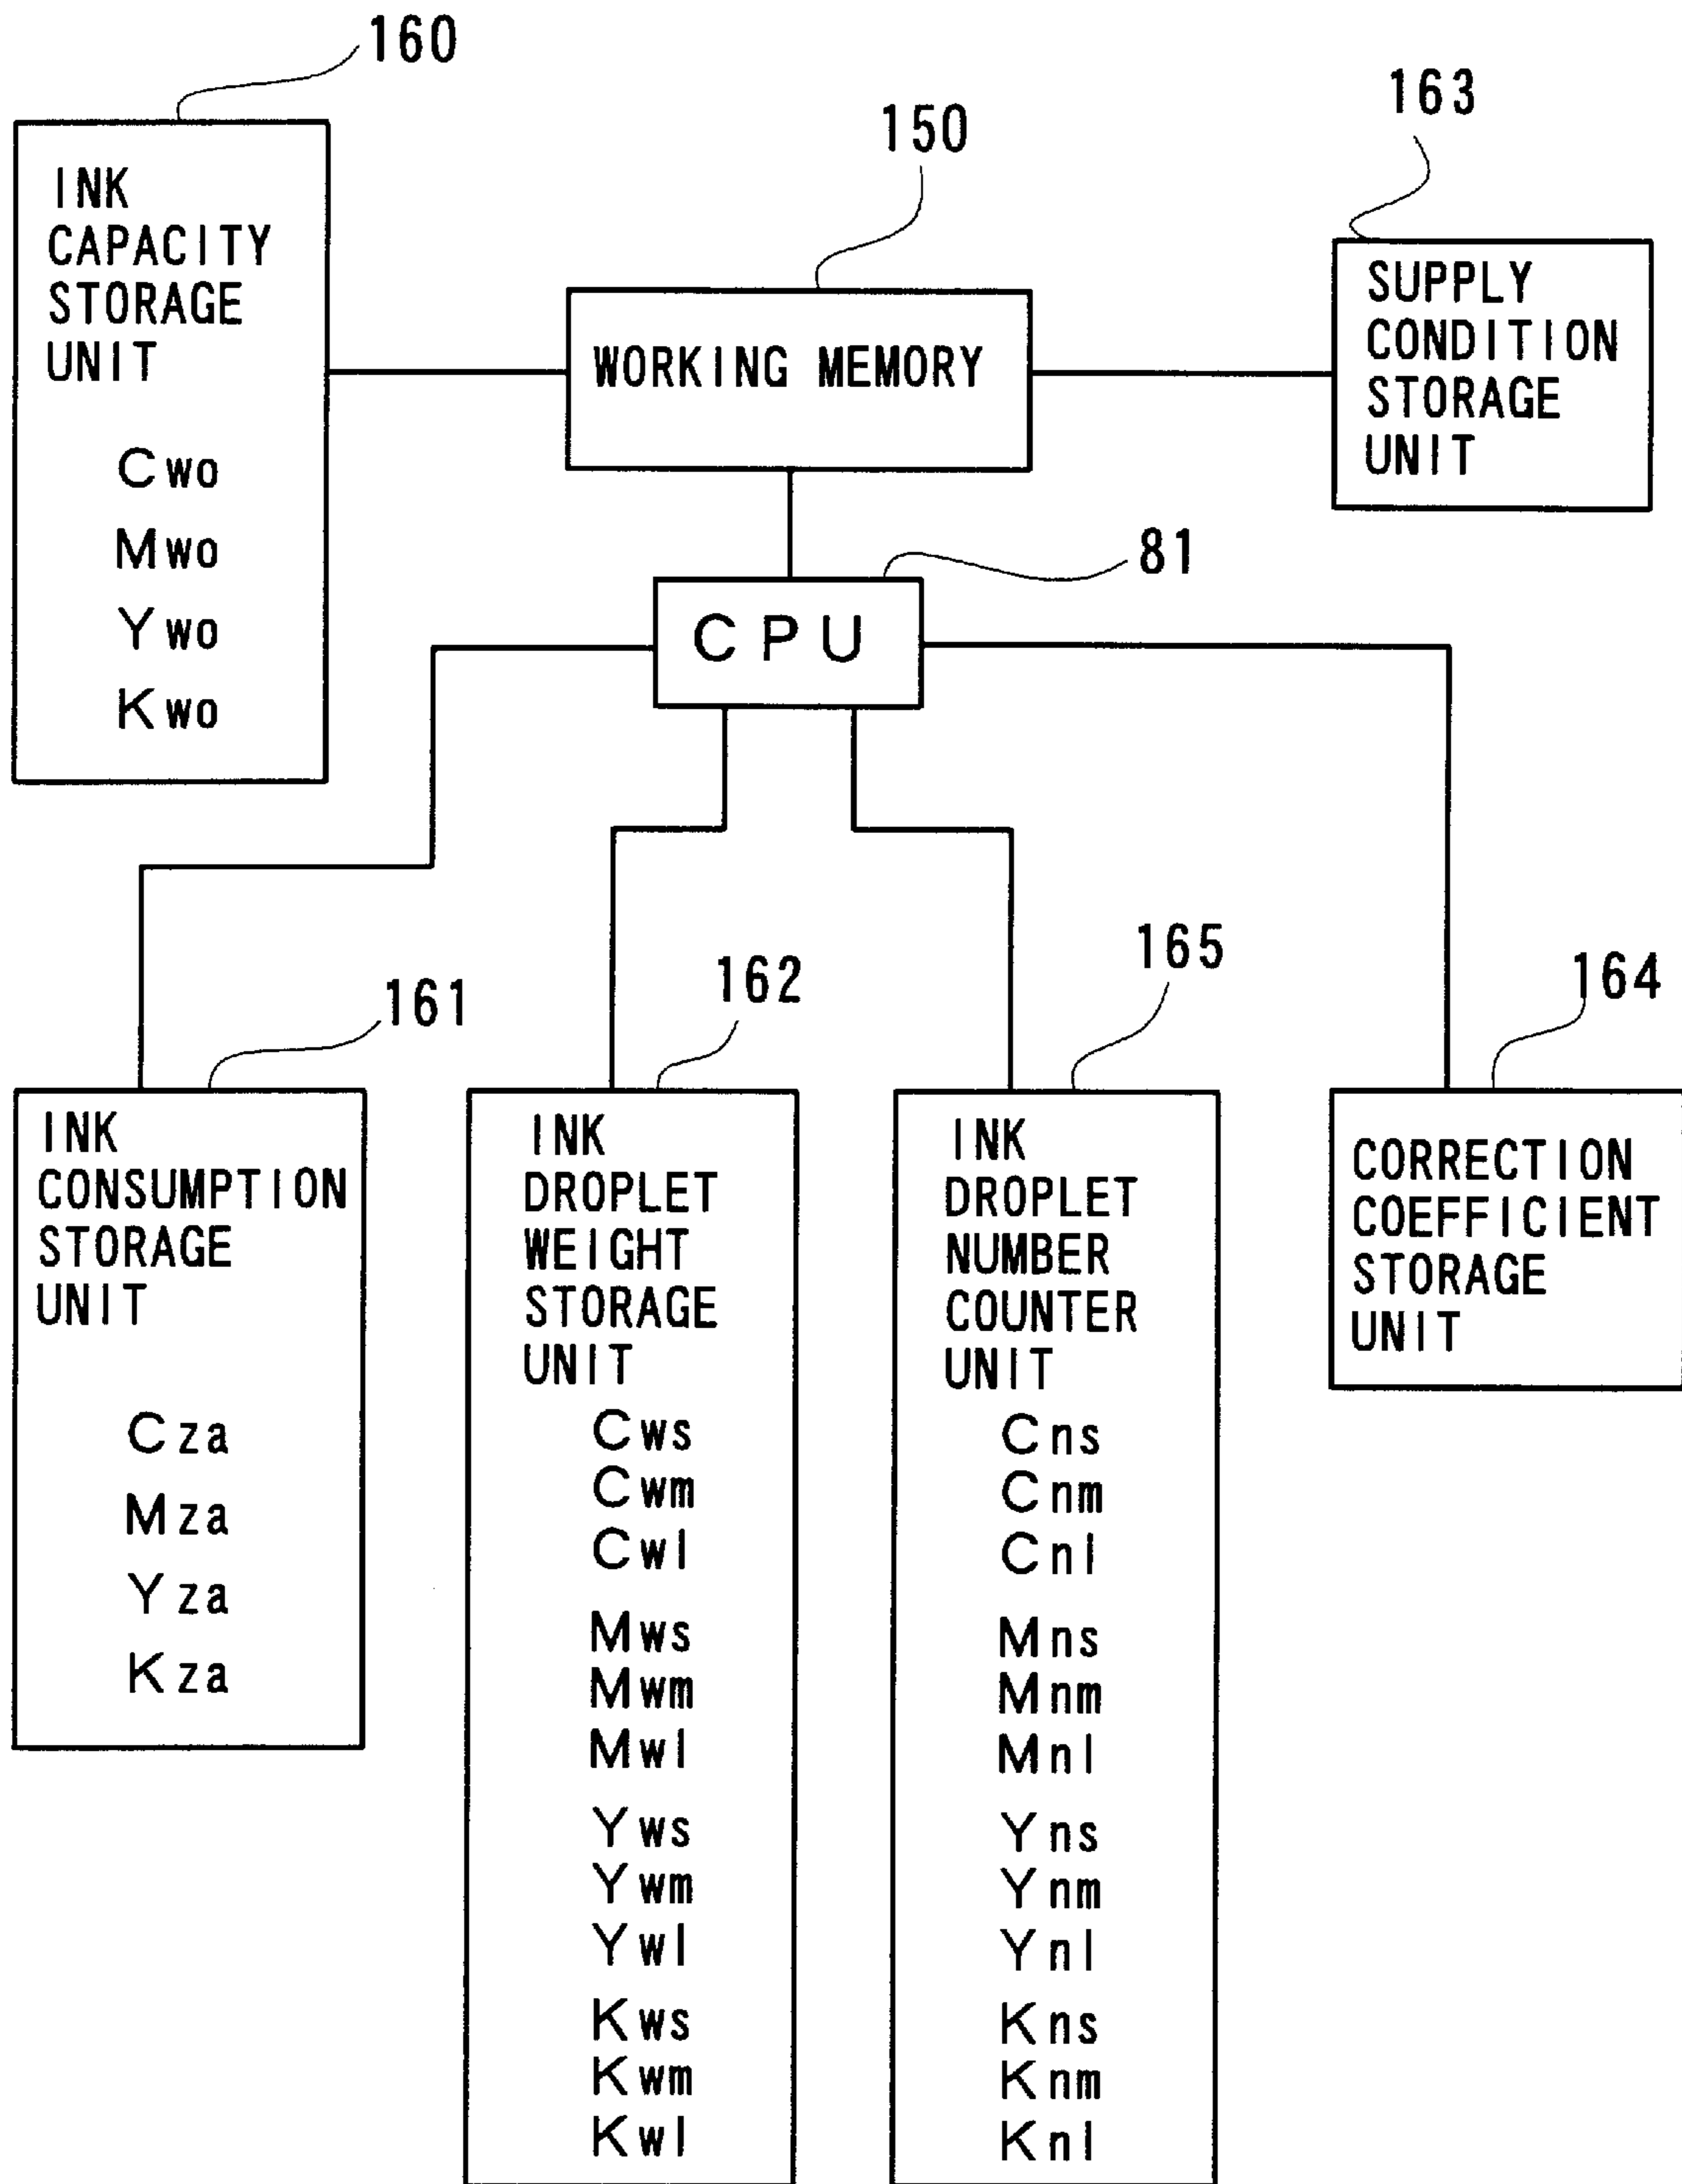 160
INK
CAPACITY
STORAGE
UNIT
Cwo
Mwo
Ywo
Kwo
150
WORKING MEMORY
163
SUPPLY
CONDITION
STORAGE
UNIT
81
CPU
161
INK
CONSUMPTION
STORAGE
UNIT
Cza
Mza
Yza
Kza
162
INK
DROPLET
WEIGHT
STORAGE
UNIT
Cws
Cwm
Cwl
Mws
Mwm
Mwl
Yws
Ywm
Ywl
Kws
Kwm
Kwl
165
INK
DROPLET
NUMBER
COUNTER
UNIT
Cns
Cnm
Cnl
Mns
Mnm
Mnl
Yns
Ynm
Ynl
Kns
Knm
Knl
164
CORRECTION
COEFFICIENT
STORAGE
UNIT